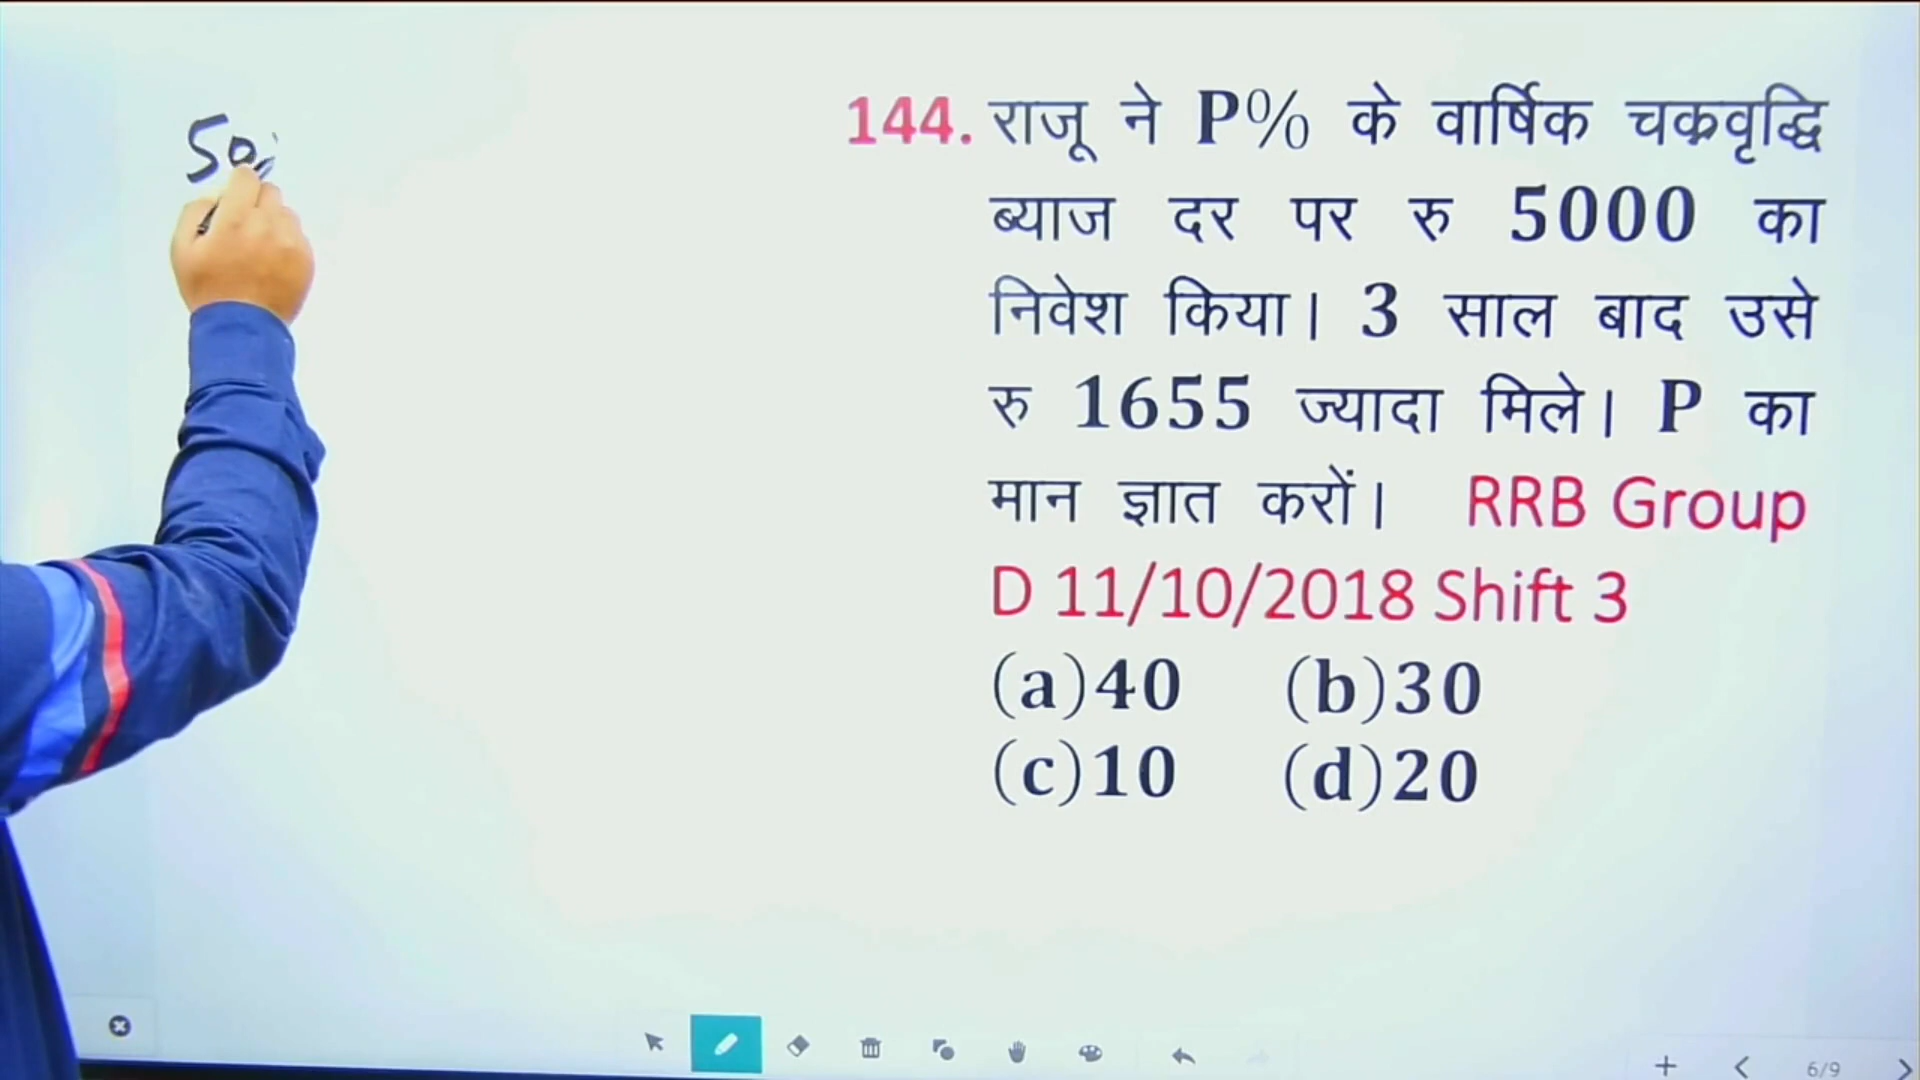 144. राजू ने P% के वार्षिक चक्रवृद्धि
ब्याज दर पर रु 5000 का
निवेश किया। 3 साल बाद उसे
रु 1655 ज्यादा मिले। P का
मान ज्ञात करों। RRB Group
D 11/10/2018 Shift 3
(a)40 (b)30
(c)10 (d)20
50
6/9